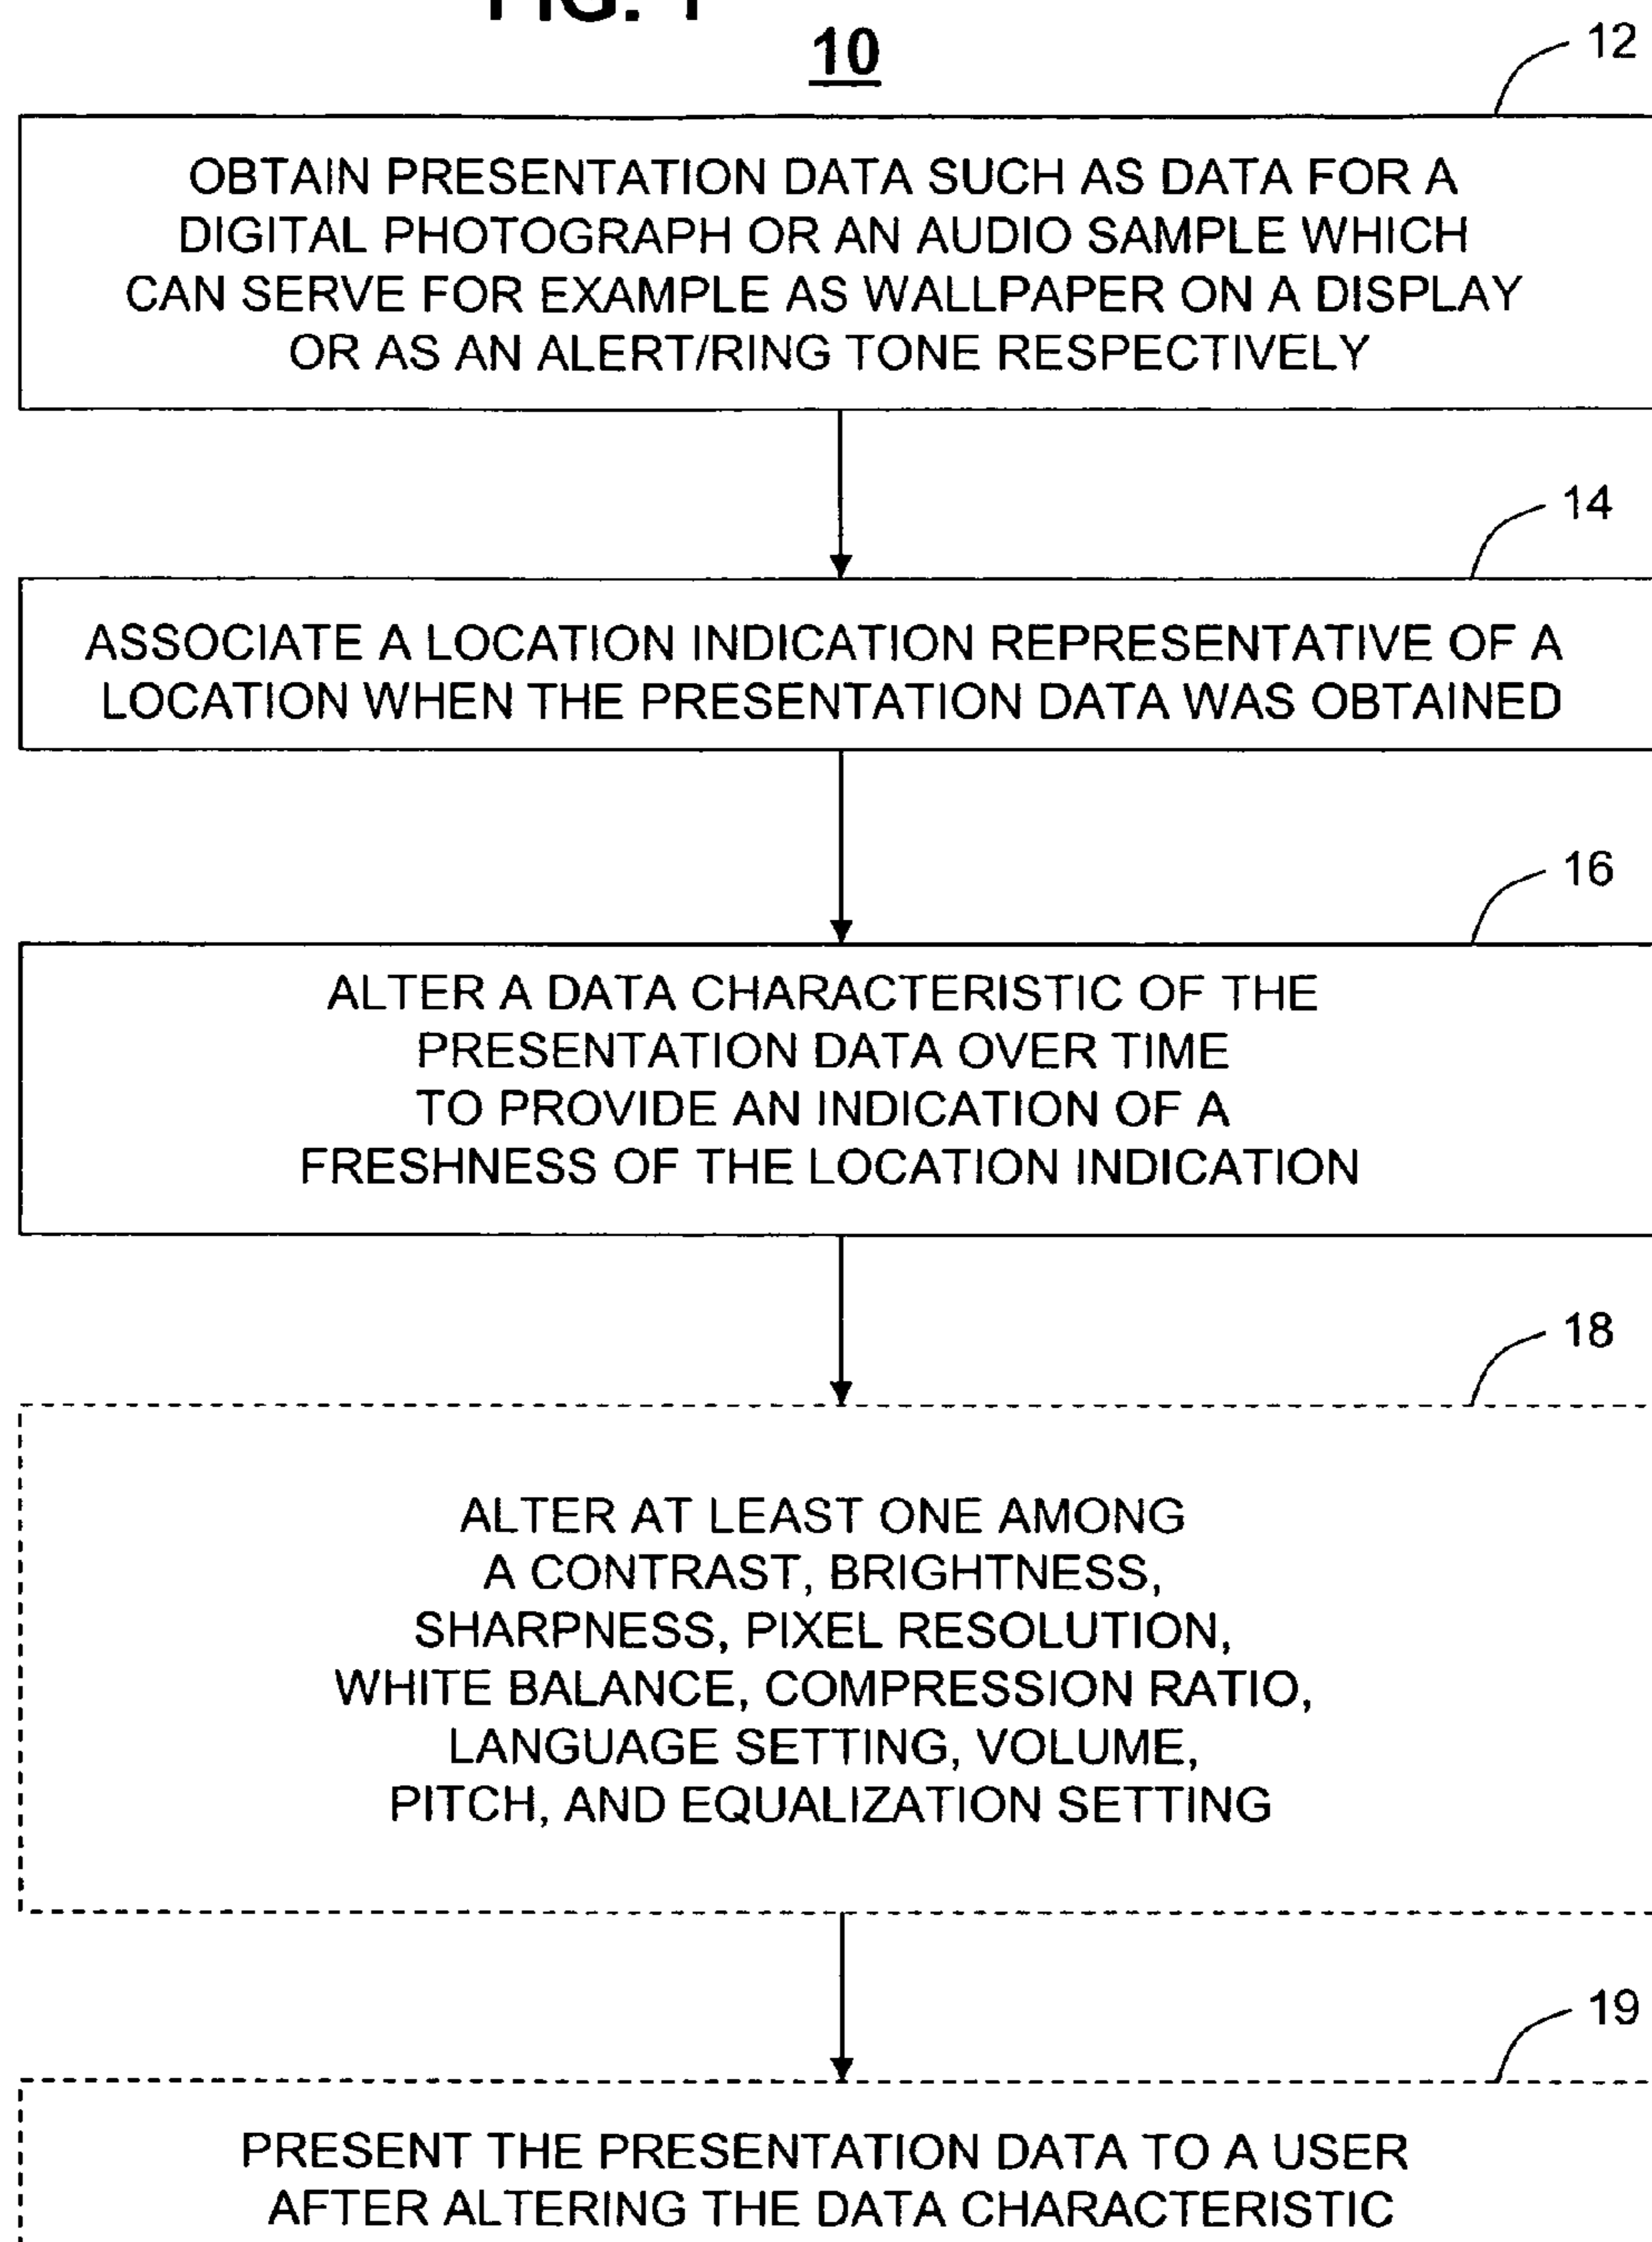 FIG. 1
10
12
OBTAIN PRESENTATION DATA SUCH AS DATA FOR A
DIGITAL PHOTOGRAPH OR AN AUDIO SAMPLE WHICH
CAN SERVE FOR EXAMPLE AS WALLPAPER ON A DISPLAY
OR AS AN ALERT/RING TONE RESPECTIVELY
14
ASSOCIATE A LOCATION INDICATION REPRESENTATIVE OF A
LOCATION WHEN THE PRESENTATION DATA WAS OBTAINED
16
ALTER A DATA CHARACTERISTIC OF THE
PRESENTATION DATA OVER TIME
TO PROVIDE AN INDICATION OF A
FRESHNESS OF THE LOCATION INDICATION
18
ALTER AT LEAST ONE AMONG
A CONTRAST, BRIGHTNESS,
SHARPNESS, PIXEL RESOLUTION,
WHITE BALANCE, COMPRESSION RATIO,
LANGUAGE SETTING, VOLUME,
PITCH, AND EQUALIZATION SETTING
19
PRESENT THE PRESENTATION DATA TO A USER
AFTER ALTERING THE DATA CHARACTERISTIC